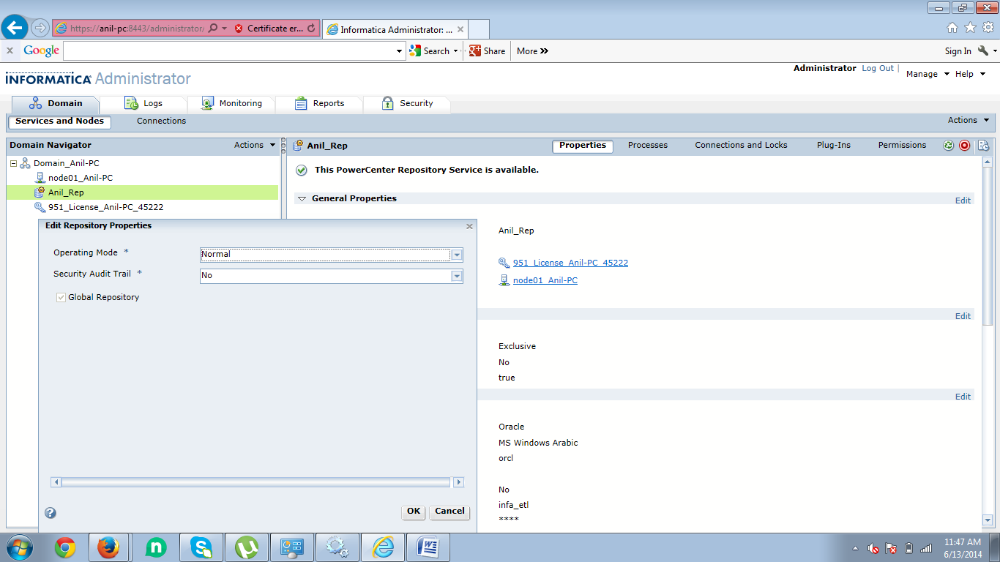 https://anil-pc:8443/administrator/ Certificate er... Informatica Administrator: ...
x Google Search Share More » Sign In
Administrator Log Out | Manage Help
INFORMATICA Administrator
Domain Logs Monitoring Reports Security
Services and Nodes Connections Actions
Domain Navigator Actions
Anil_Rep Properties Processes Connections and Locks Plug-Ins Permissions
Domain_Anil-PC
node01_Anil-PC
Anil_Rep
951_License_Anil-PC_45222
This PowerCenter Repository Service is available.
General Properties Edit
Anil_Rep
951_License_Anil-PC_45222
node01_Anil-PC
Edit
Exclusive
No
true
Edit
Oracle
MS Windows Arabic
orcl
No
infa_etl
****
Edit Repository Properties
Operating Mode * Normal
Security Audit Trail * No
Global Repository
? OK Cancel
n S µ W
11:47 AM
6/13/2014